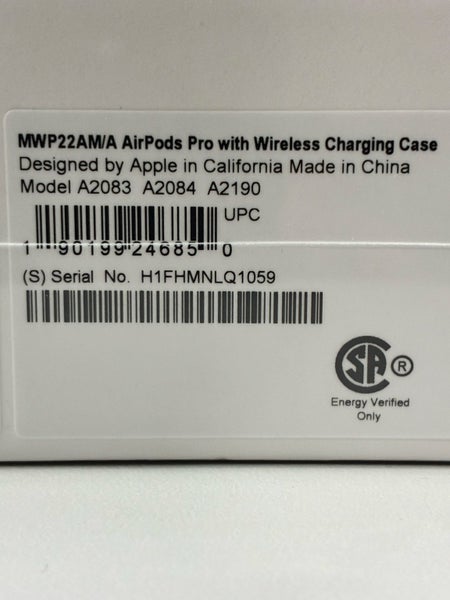 MWP22AM/A AirPods Pro with Wireless Charging Case
Designed by Apple in California Made in China
Model A2083 A2084 A2190
UPC
1 90199 24685 0
(S) Serial No. H1FHMNLQ1059
SA ®
Energy Verified
Only